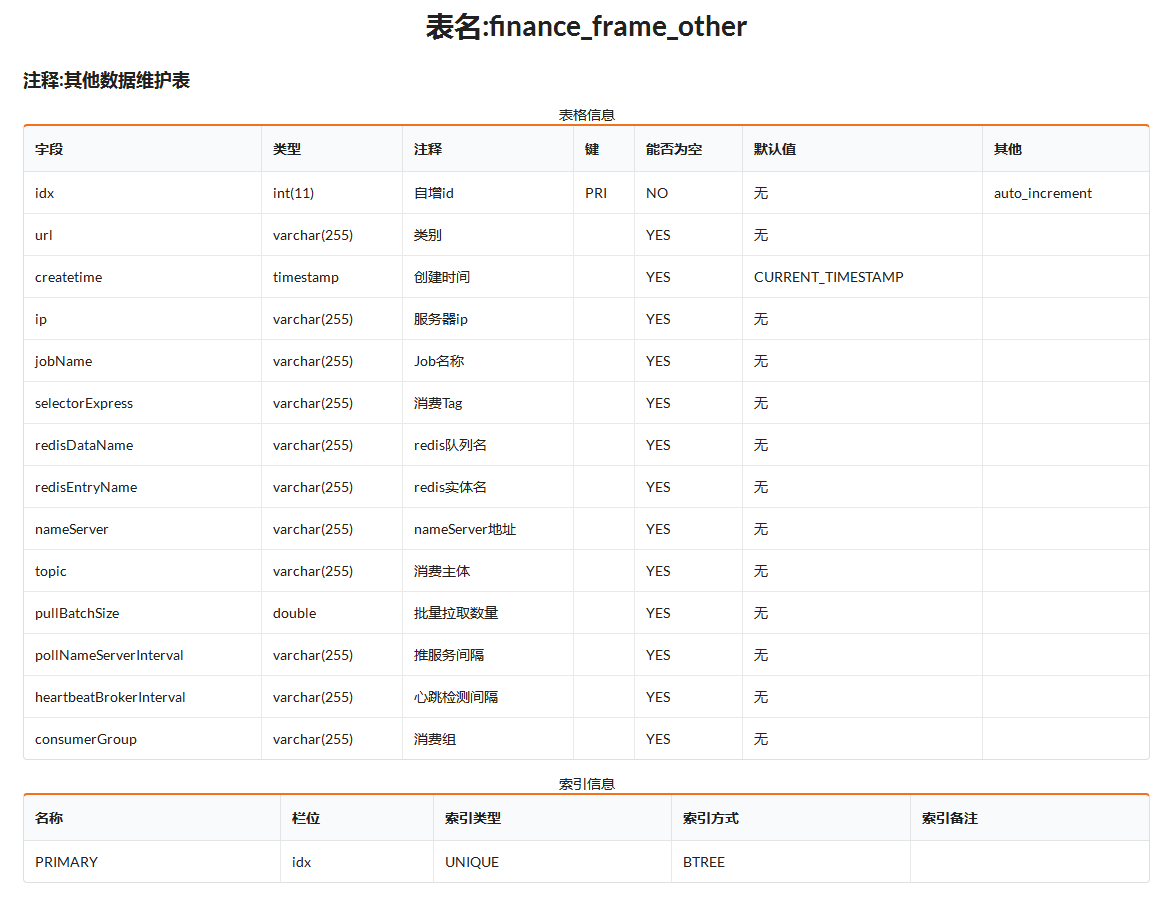 表名:finance_frame_other
注释:其他数据维护表
表格信息
字段 类型 注释 键 能否为空 默认值 其他
idx int(11) 自增id PRI NO 无 auto_increment
url varchar(255) 类别 YES 无
createtime timestamp 创建时间 YES CURRENT_TIMESTAMP
ip varchar(255) 服务器ip YES 无
jobName varchar(255) Job名称 YES 无
selectorExpress varchar(255) 消费Tag YES 无
redisDataName varchar(255) redis队列名 YES 无
redisEntryName varchar(255) redis实体名 YES 无
nameServer varchar(255) nameServer地址 YES 无
topic varchar(255) 消费主体 YES 无
pullBatchSize double 批量拉取数量 YES 无
pollNameServerInterval varchar(255) 推服务间隔 YES 无
heartbeatBrokerInterval varchar(255) 心跳检测间隔 YES 无
consumerGroup varchar(255) 消费组 YES 无
索引信息
名称 栏位 索引类型 索引方式 索引备注
PRIMARY idx UNIQUE BTREE